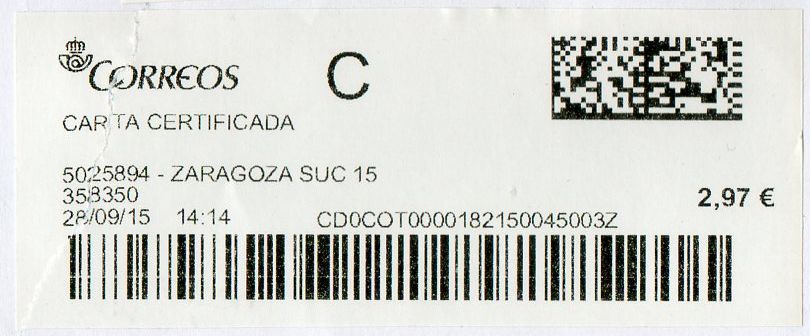 CORREOS
C
CARTA CERTIFICADA
5025894 - ZARAGOZA SUC 15
358350
2,97 €
28/09/15 14:14 CD0COT0000182150045003Z